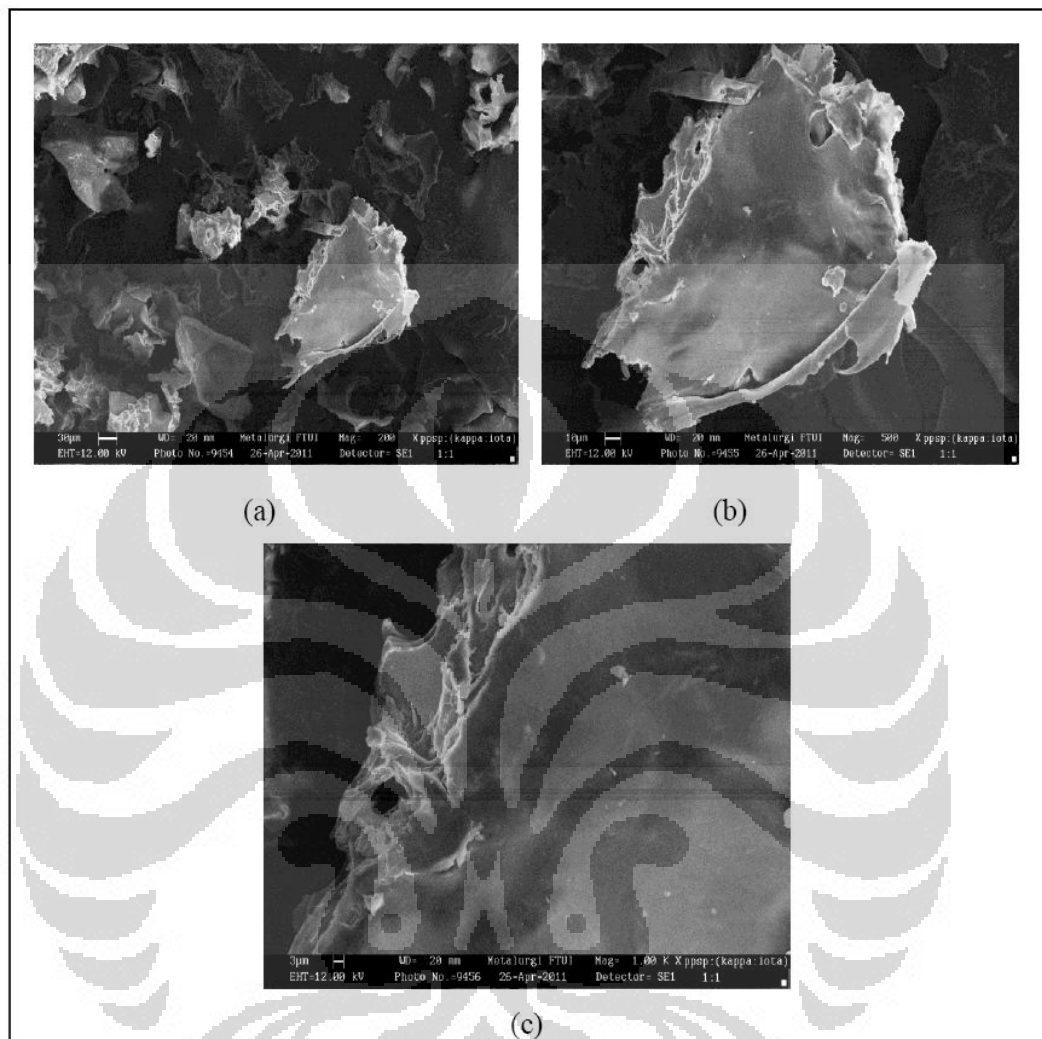 30µm WD= 20 mm Metalurgi FTUI Mag= 200 X ppsp:(kappa:iota)
EHT=12.00 kV Photo No.=9454 26-Apr-2011 Detector= SE1 1:1
10µm WD= 20 mm Metalurgi FTUI Mag= 500 X ppsp:(kappa:iota)
EHT=12.00 kV Photo No.=9455 26-Apr-2011 Detector= SE1 1:1
(a)
(b)
3µm WD= 20 mm Metalurgi FTUI Mag= 1.00 K X ppsp:(kappa:iota)
EHT=12.00 kV Photo No.=9456 26-Apr-2011 Detector= SE1 1:1
(c)